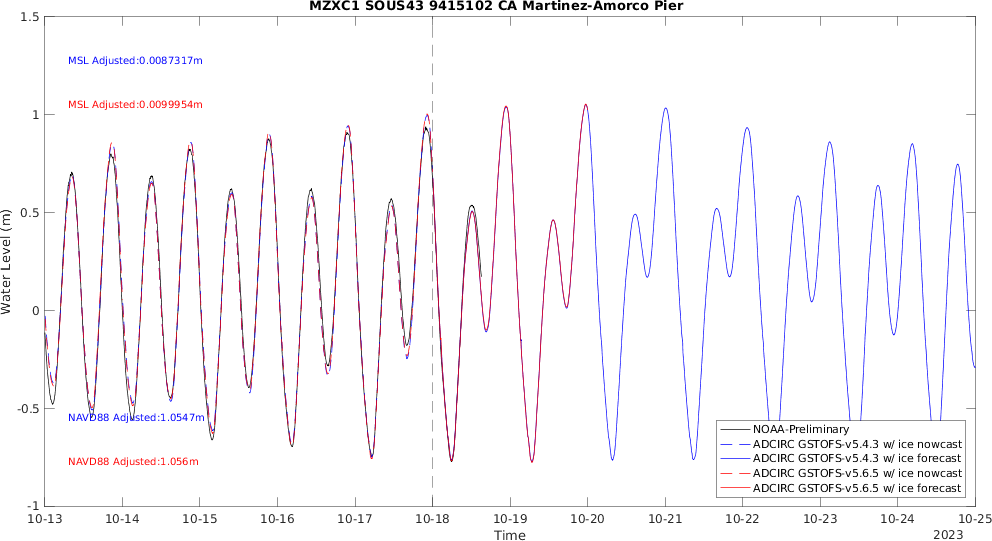 MZXC1 SOUS43 9415102 CA Martinez-Amorco Pier
1.5
MSL Adjusted:0.0087317m
MSL Adjusted:0.0099954m
1
0.5
Water Level (m)
0
-0.5
NAVD88 Adjusted:1.0547m
NAVD88 Adjusted:1.056m
-1
NOAA-Preliminary
ADCIRC GSTOFS-v5.4.3 w/ ice nowcast
ADCIRC GSTOFS-v5.4.3 w/ ice forecast
ADCIRC GSTOFS-v5.6.5 w/ ice nowcast
ADCIRC GSTOFS-v5.6.5 w/ ice forecast
10-13 10-14 10-15 10-16 10-17 10-18 10-19 10-20 10-21 10-22 10-23 10-24 10-25
Time
2023